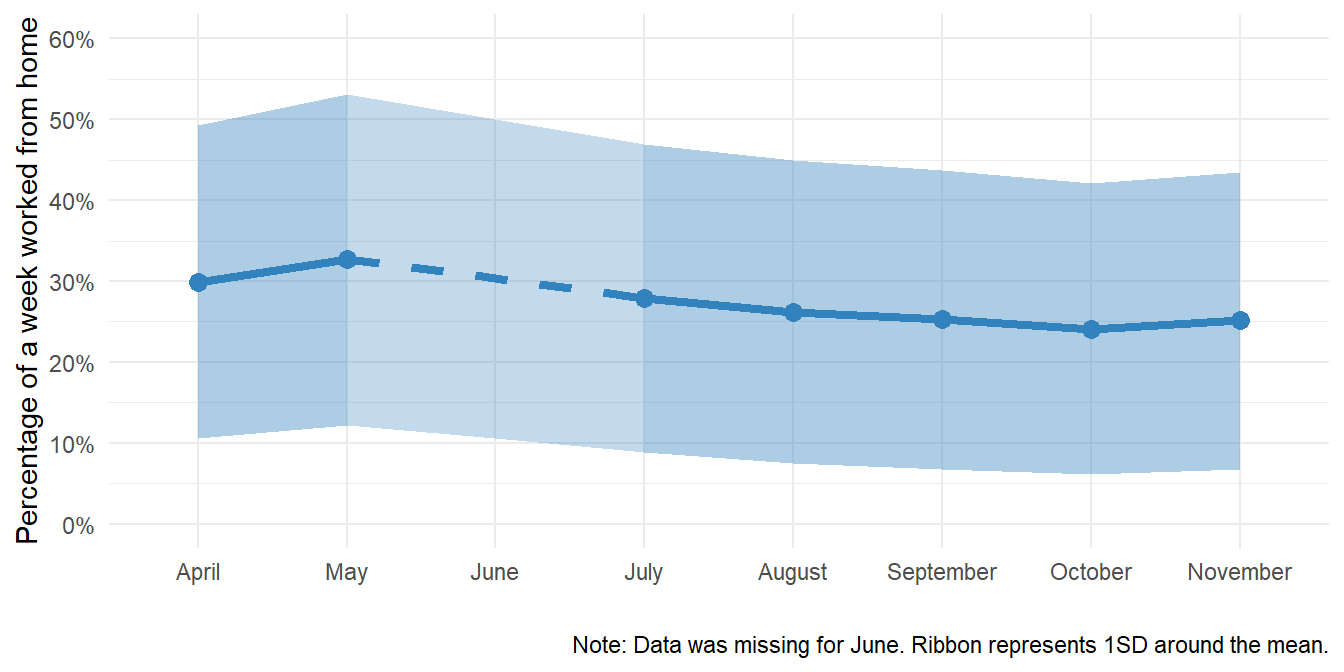 Percentage of a week worked from home
60%
50%
40%
30%
20%
10%
0%
April May June July August September October November
Note: Data was missing for June. Ribbon represents 1SD around the mean.